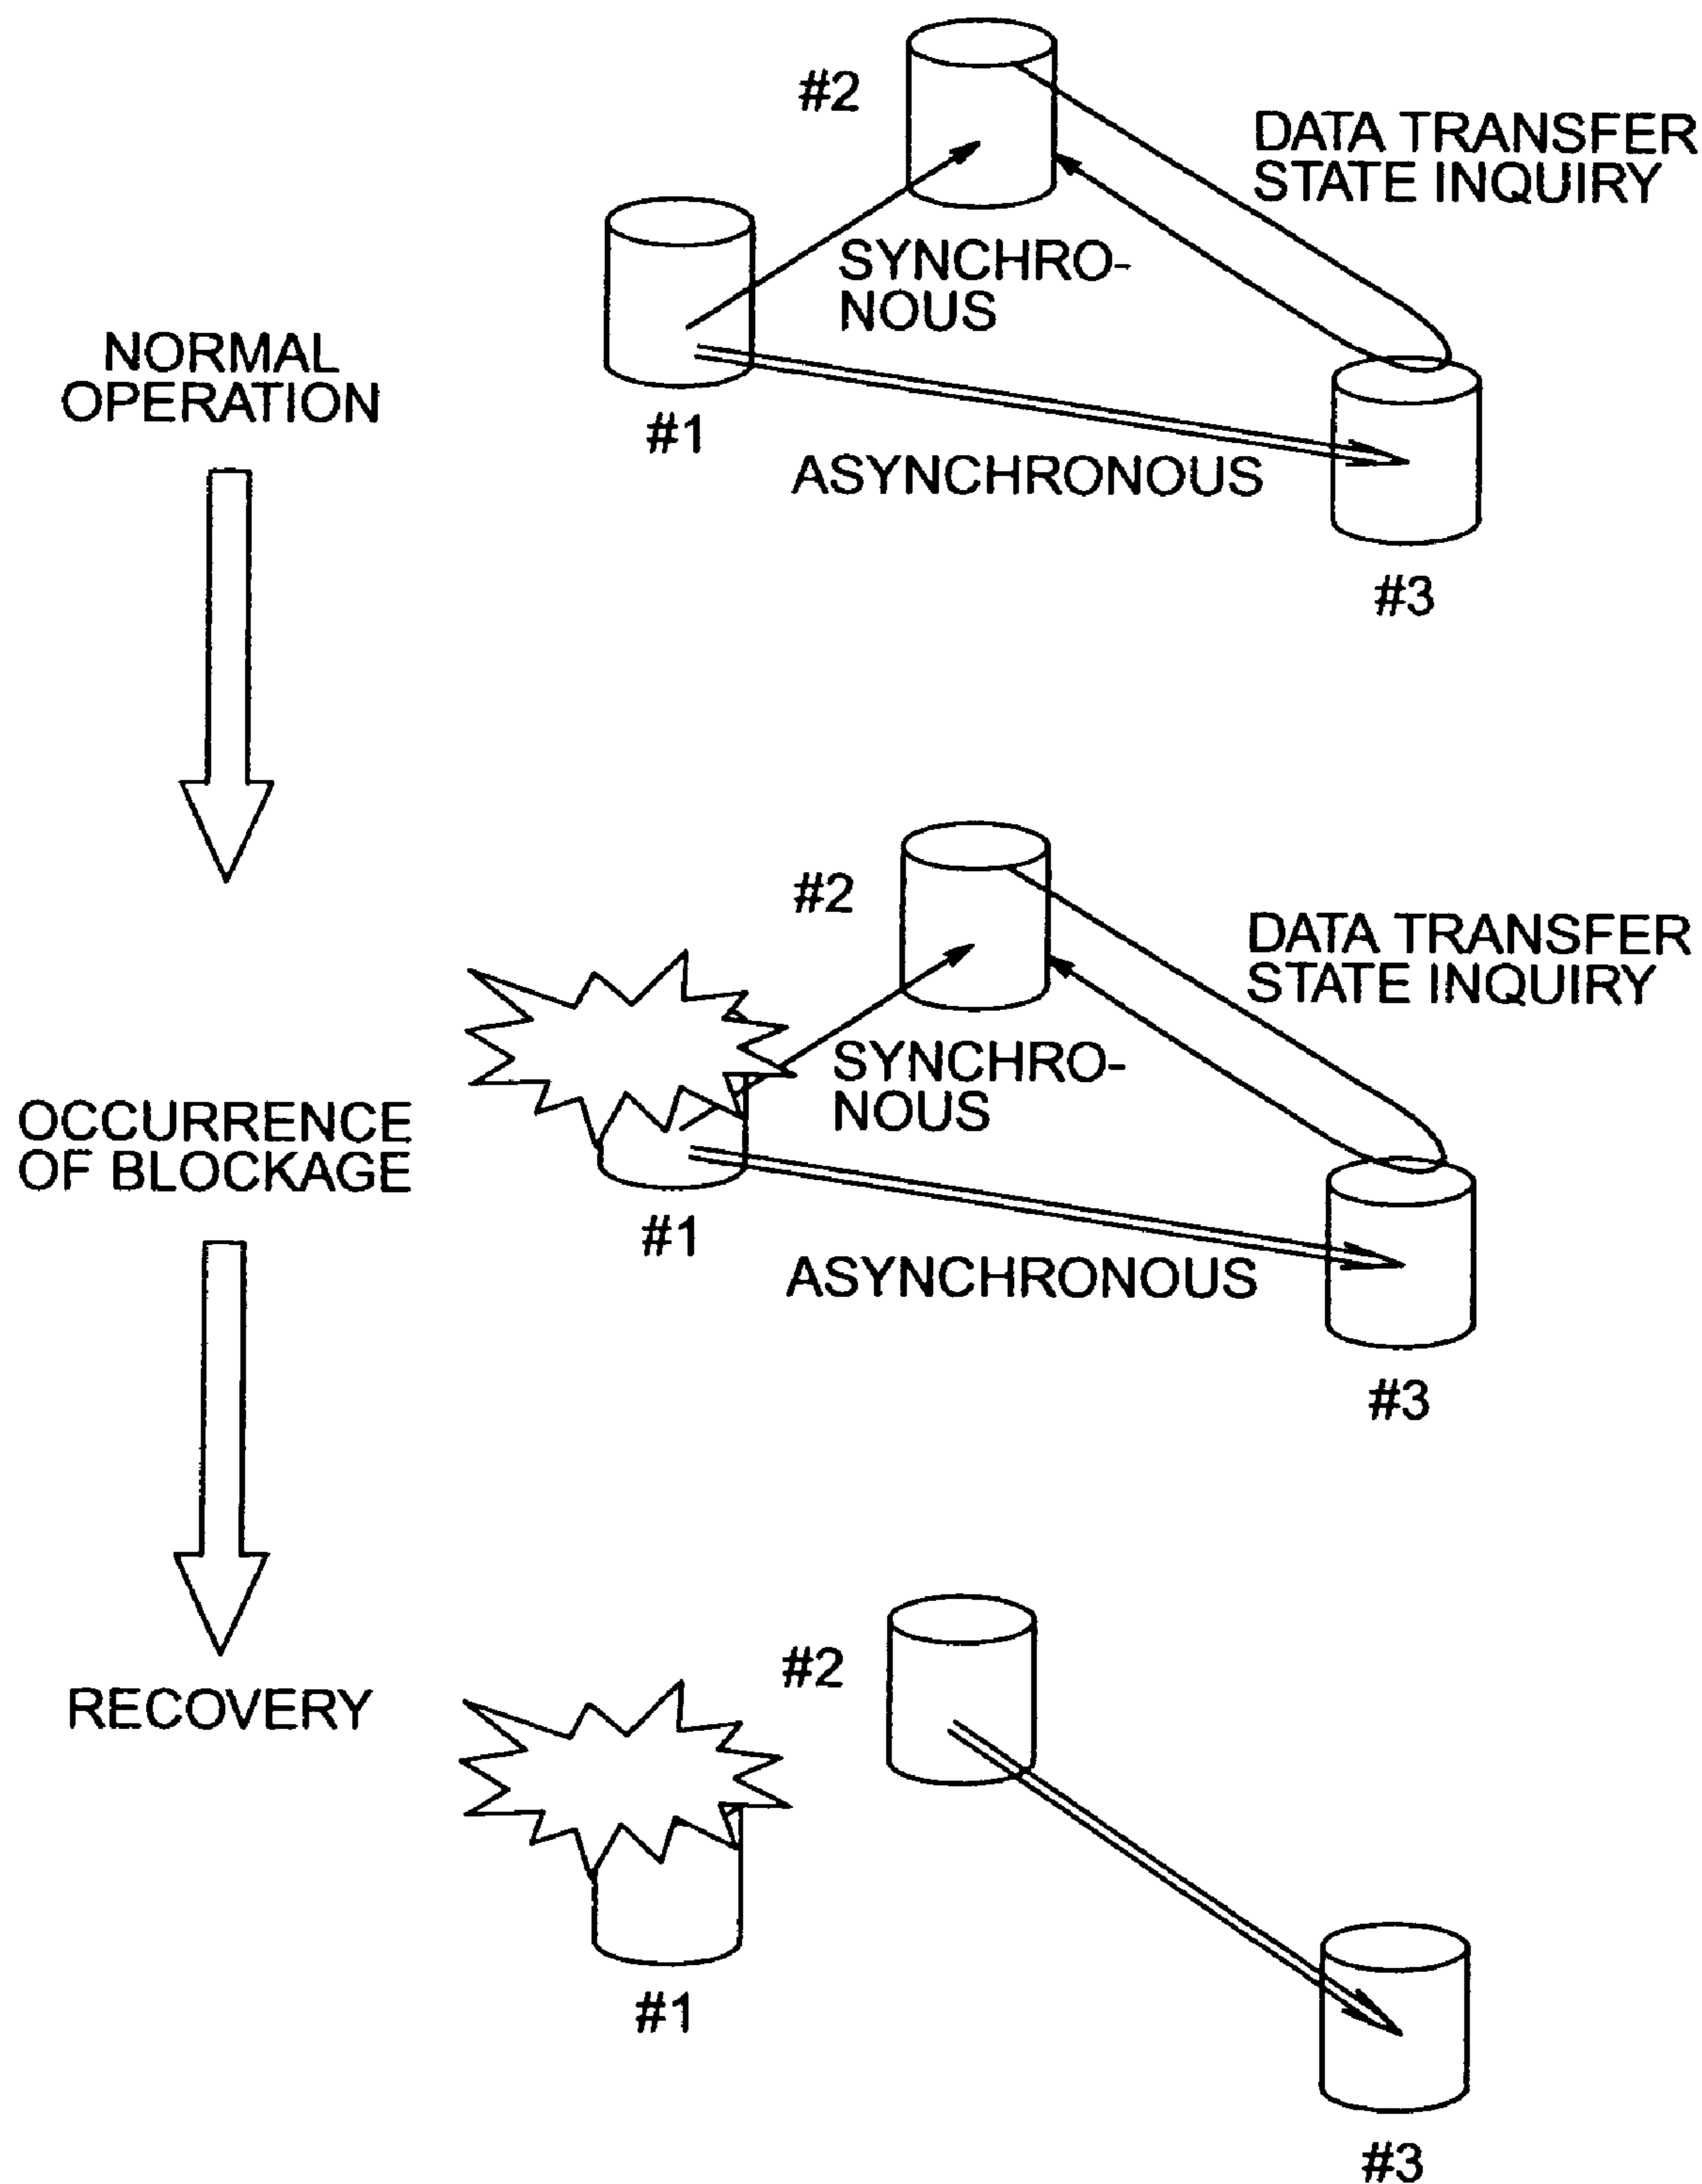 #2
DATA TRANSFER
STATE INQUIRY
SYNCHRO-
NOUS
NORMAL
OPERATION
#1
ASYNCHRONOUS
#3
#2
DATA TRANSFER
STATE INQUIRY
SYNCHRO-
NOUS
OCCURRENCE
OF BLOCKAGE
#1
ASYNCHRONOUS
#3
#2
RECOVERY
#1
#3